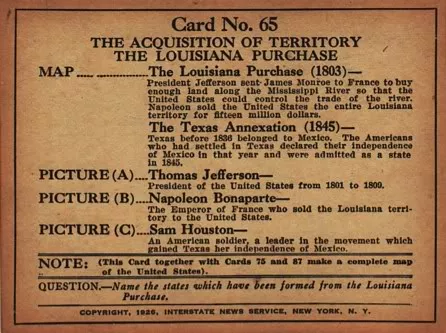 Card No. 65
THE ACQUISITION OF TERRITORY
THE LOUISIANA PURCHASE
MAP .... ................The Louisiana Purchase (1803)—
President Jefferson sent James Monroe to France to buy
enough land along the Mississippi River so that the
United States could control the trade of the river.
Napoleon sold the United States the entire Louisiana
territory for fifteen million dollars.
The Texas Annexation (1845)—
Texas before 1836 belonged to Mexico. The Americans
who had settled in Texas declared their independence
of Mexico in that year and were admitted as a state
in 1845.
PICTURE (A)....Thomas Jefferson—
President of the United States from 1801 to 1809.
PICTURE (B)....Napoleon Bonaparte—
The Emperor of France who sold the Louisiana terri-
tory to the United States.
PICTURE (C)....Sam Houston—
An American soldier, a leader in the movement which
gained Texas her independence of Mexico.
NOTE: (This Card together with Cards 75 and 87 make a complete map
of the United States).
QUESTION.—Name the states which have been formed from the Louisiana
Purchase.
COPYRIGHT, 1926, INTERSTATE NEWS SERVICE, NEW YORK, N. Y.